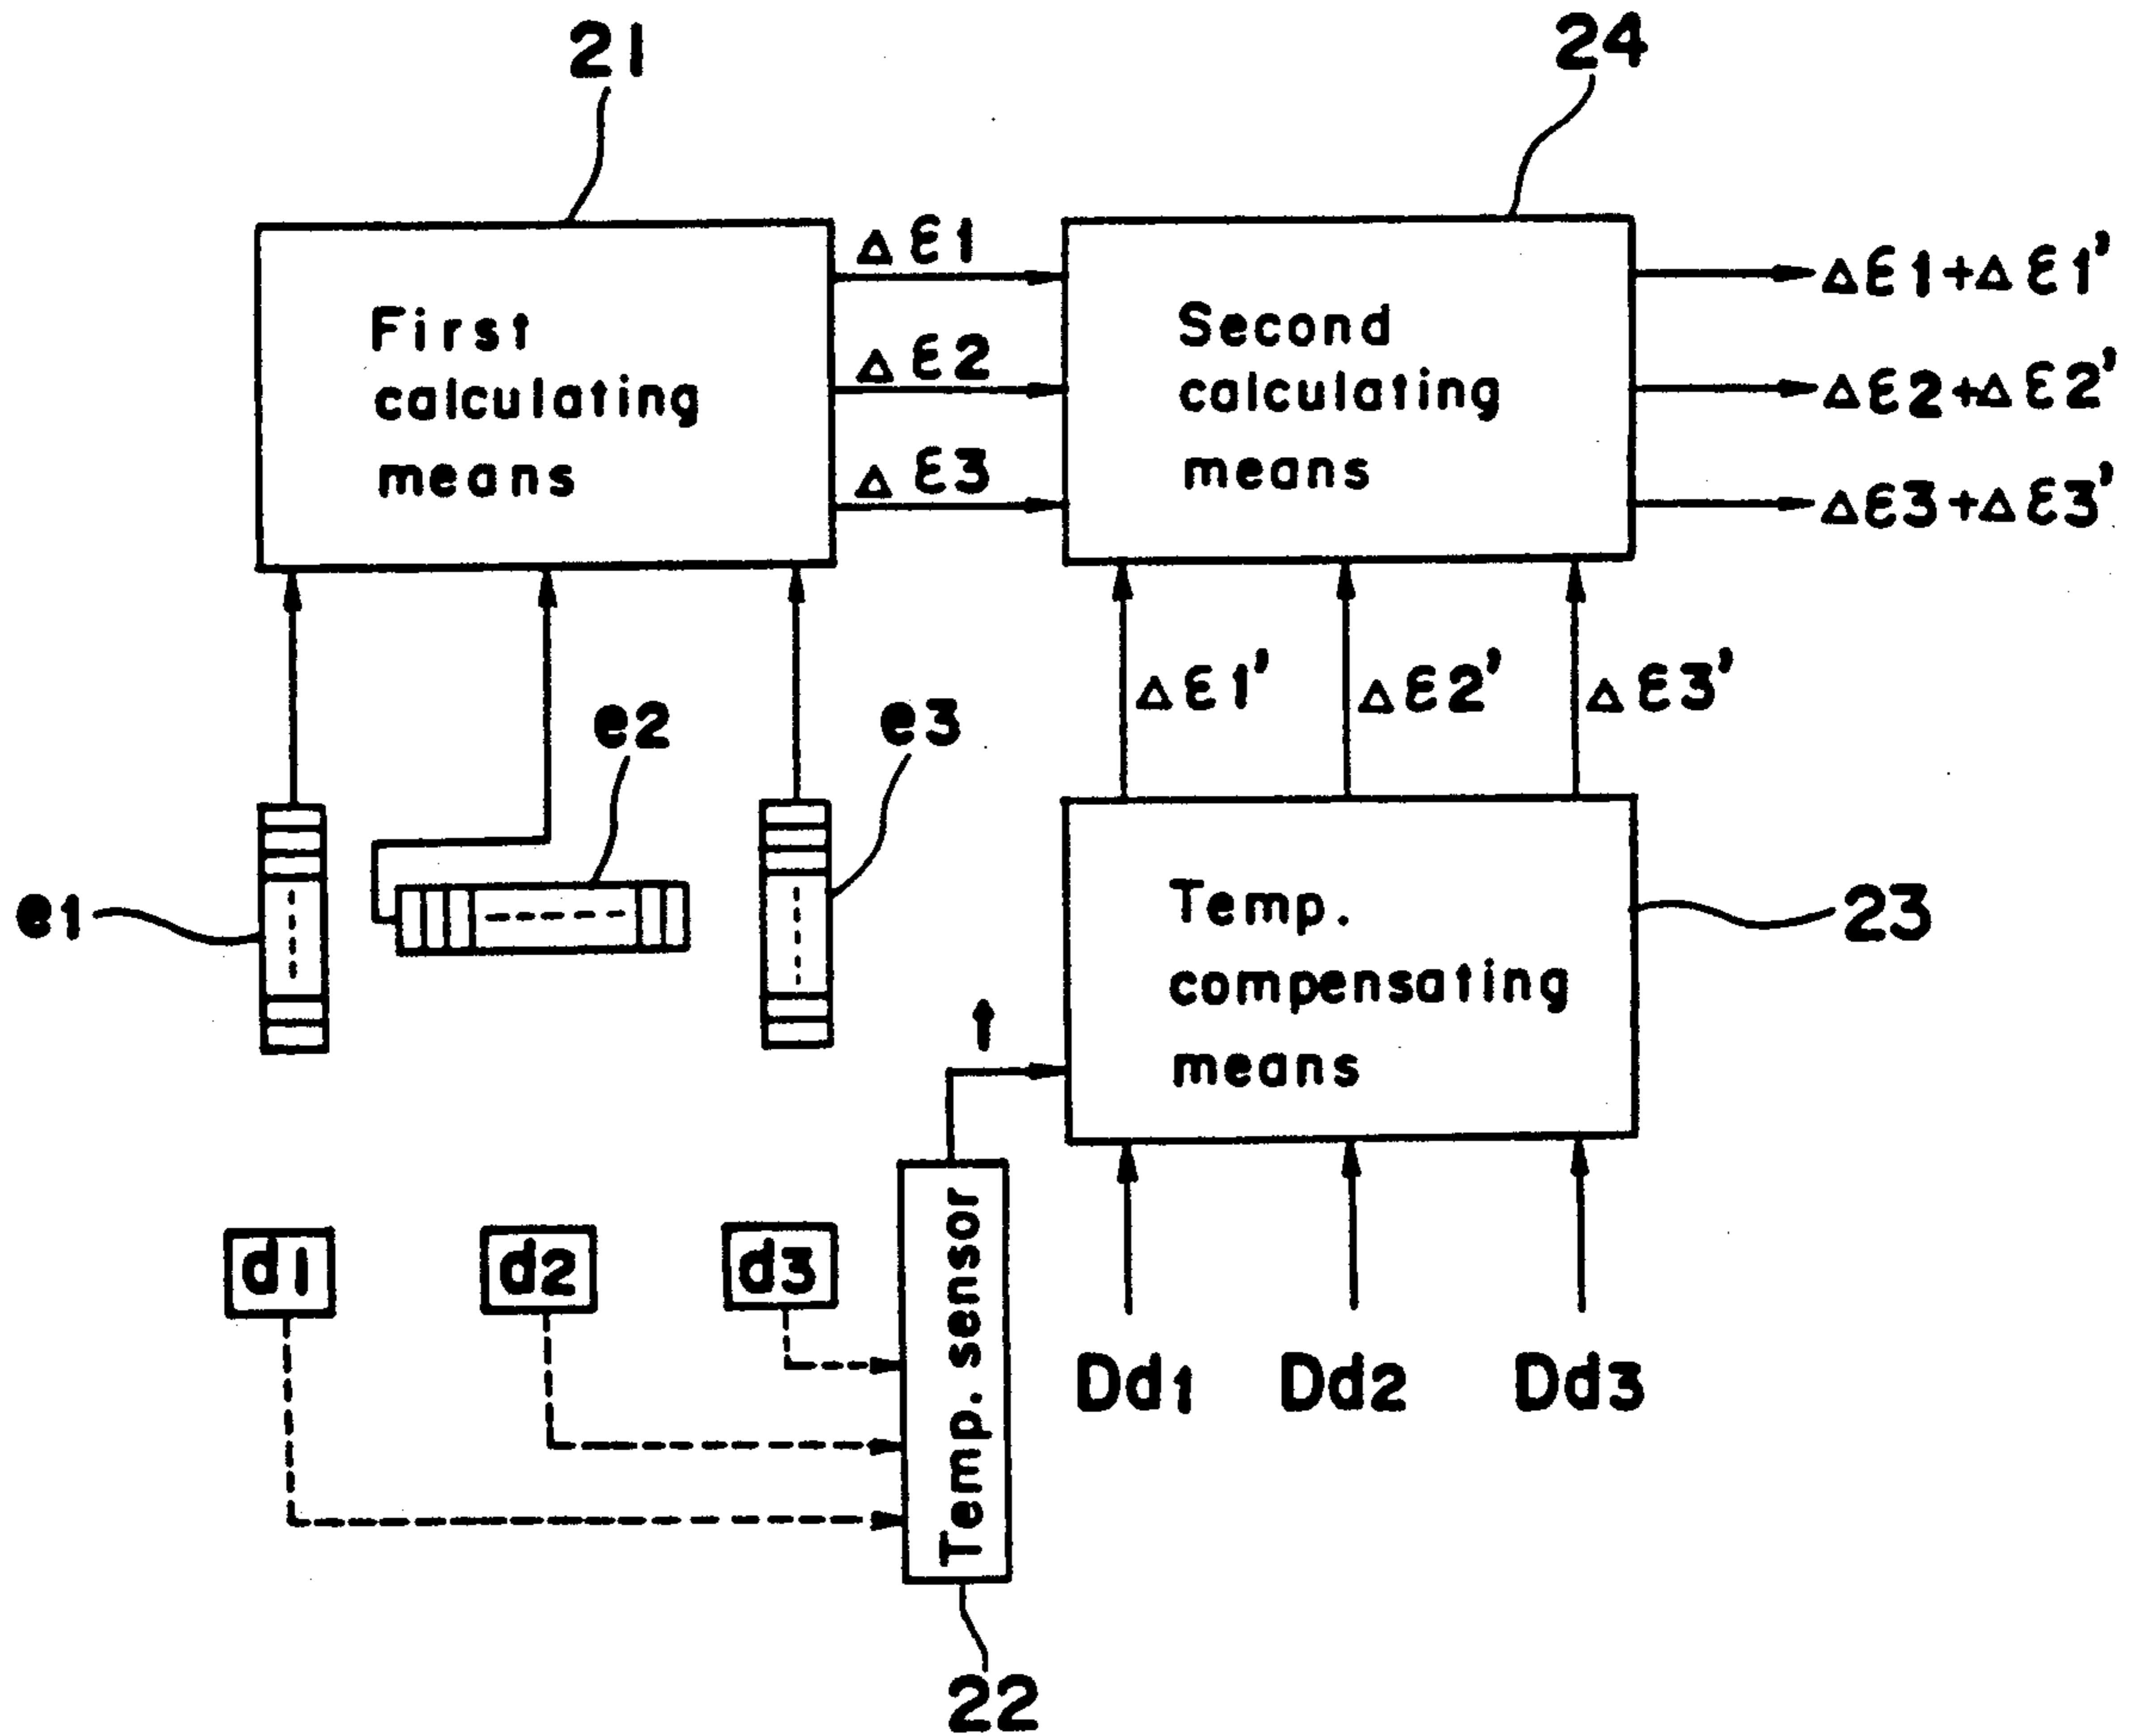 21
24
First
calculating
means
Δε1
Δε2
Δε3
Second
calculating
means
Δε1+Δε1'
Δε2+Δε2'
Δε3+Δε3'
Δε1'
Δε2'
Δε3'
e1
e2
e3
Temp.
compensating
means
23
t
d1
d2
d3
Temp. sensor
Dd1
Dd2
Dd3
22